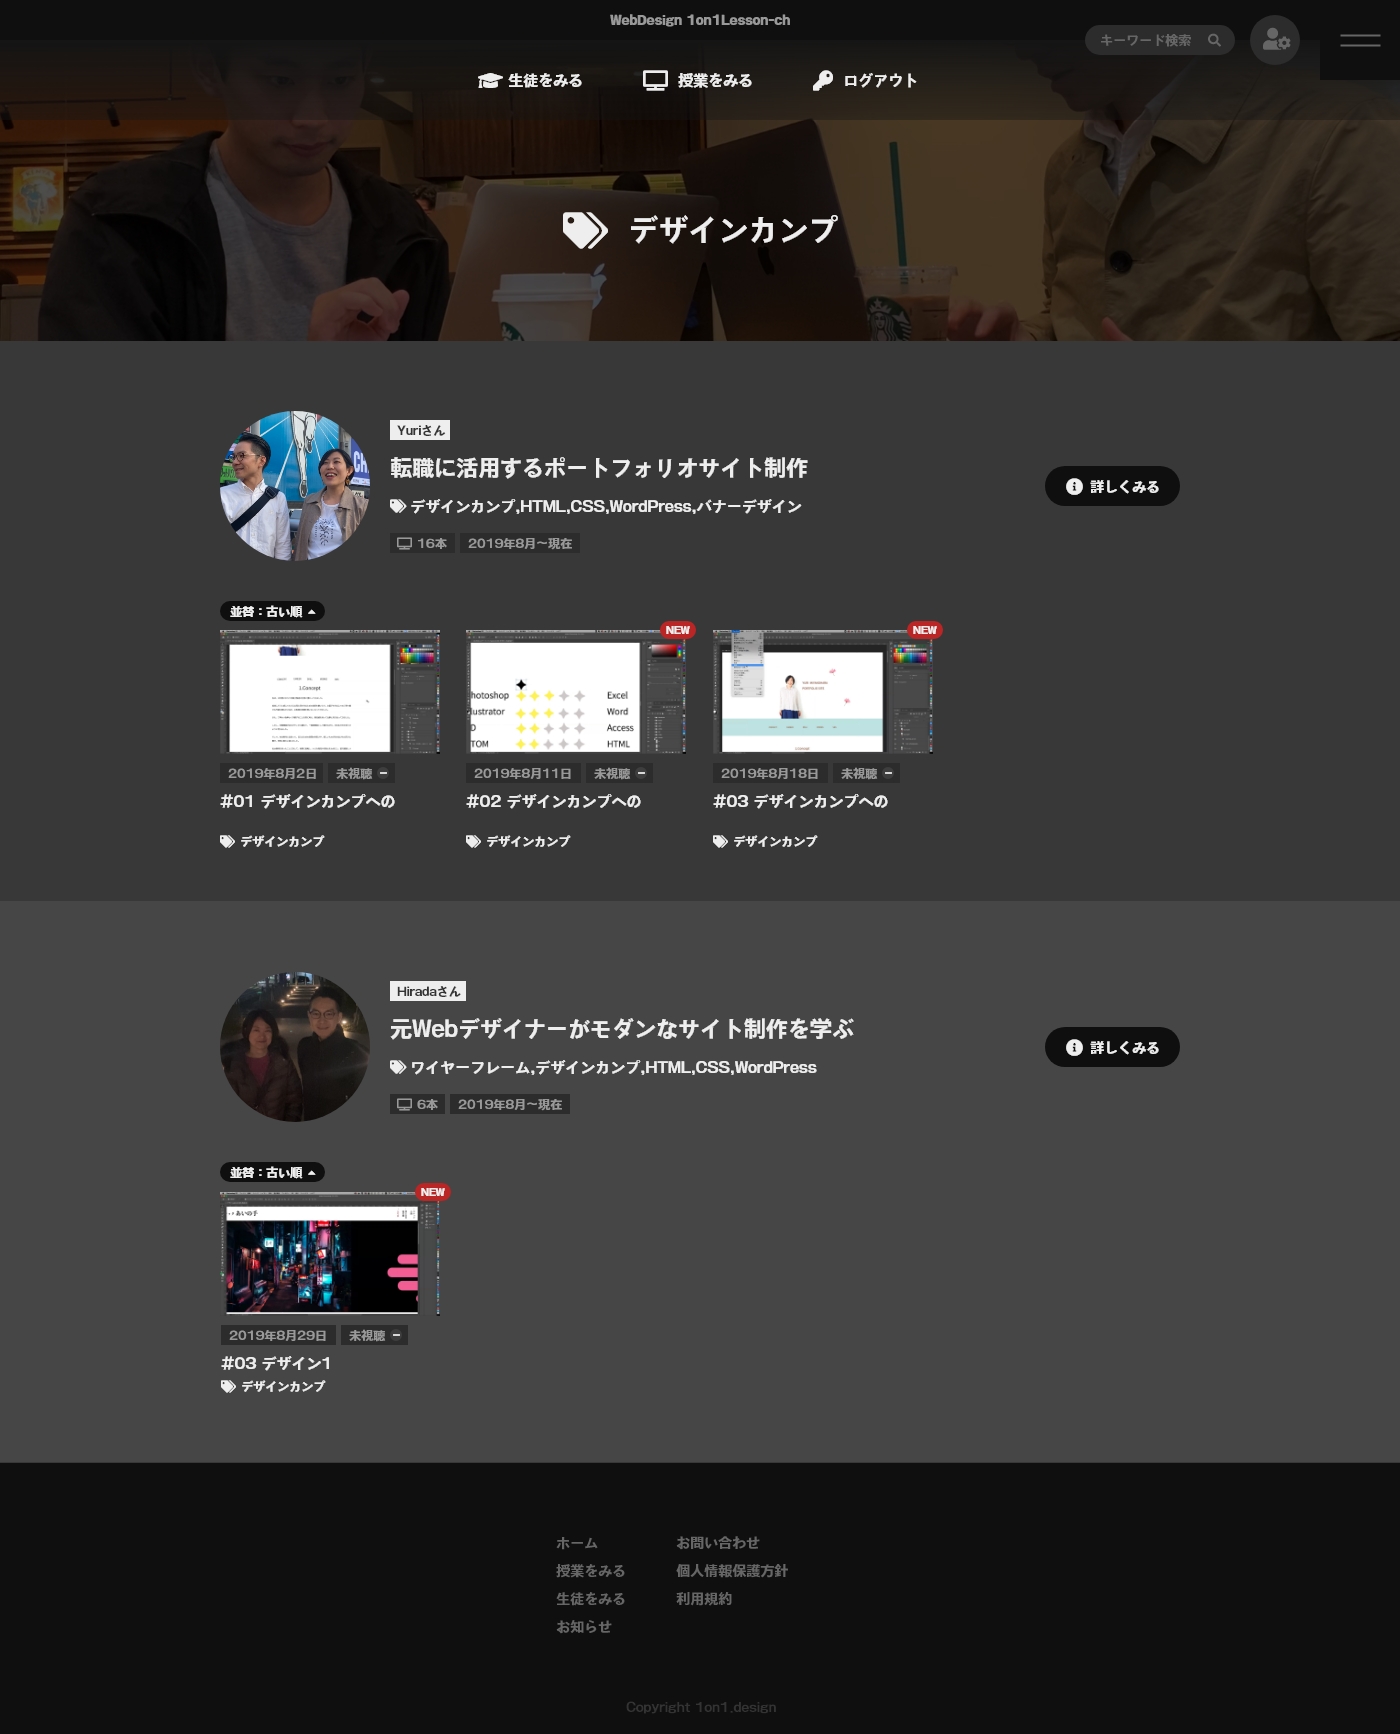 WebDesign 1on1Lesson-ch
キーワード検索
生徒をみる
授業をみる
ログアウト
デザインカンプ
Yuriさん
転職に活用するポートフォリオサイト制作
デザインカンプ,HTML,CSS,WordPress,バナーデザイン
16本
2019年8月〜現在
詳しくみる
並替：古い順
NEW
NEW
1.Concept
hotoshop
Excel
lustrator
Word
D
Access
TOM
HTML
2019年8月2日
未視聴
2019年8月11日
未視聴
2019年8月18日
未視聴
#01 デザインカンプへの
#02 デザインカンプへの
#03 デザインカンプへの
デザインカンプ
デザインカンプ
デザインカンプ
Hiradaさん
元Webデザイナーがモダンなサイト制作を学ぶ
ワイヤーフレーム,デザインカンプ,HTML,CSS,WordPress
6本
2019年8月〜現在
詳しくみる
並替：古い順
NEW
あいの手
2019年8月29日
未視聴
#03 デザイン1
デザインカンプ
ホーム
お問い合わせ
授業をみる
個人情報保護方針
生徒をみる
利用規約
お知らせ
Copyright 1on1.design